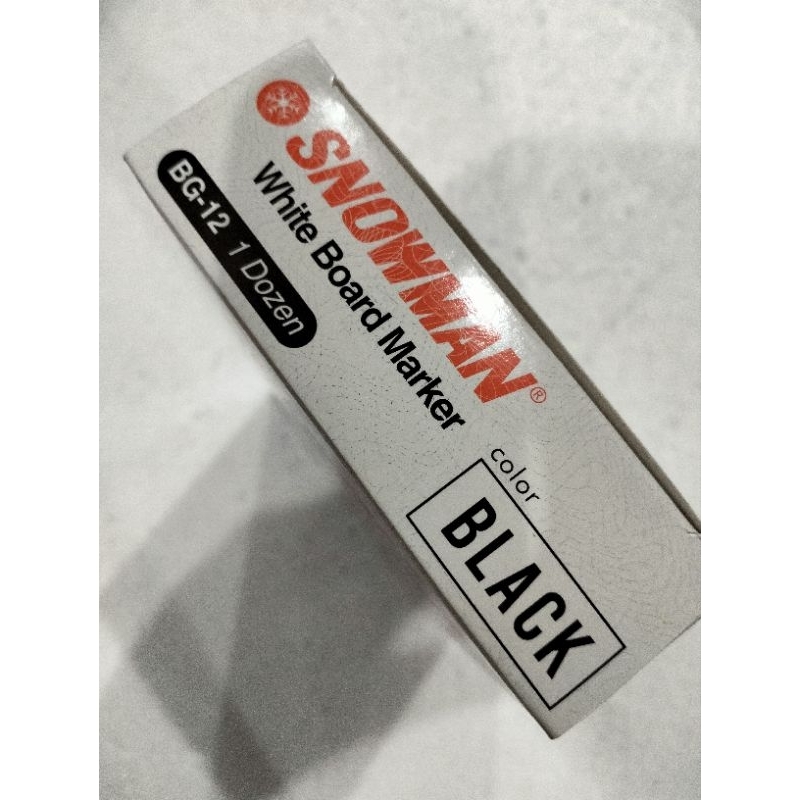 SNOWMAN®
White Board Marker
BG-12 1 Dozen
color
BLACK